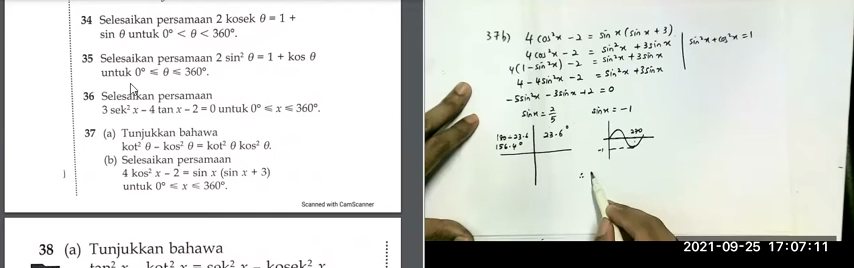 34 Selesaikan persamaan 2 kosek θ = 1 +
sin θ untuk 0° < θ < 360°.
35 Selesaikan persamaan 2 sin² θ = 1 + kos θ
untuk 0° ⩽ θ ⩽ 360°.
36 Selesaikan persamaan
3 sek² x – 4 tan x – 2 = 0 untuk 0° ⩽ x ⩽ 360°.
37 (a) Tunjukkan bahawa
kot² θ – kos² θ = kot² θ kos² θ.
(b) Selesaikan persamaan
4 kos² x – 2 = sin x (sin x + 3)
untuk 0° ⩽ x ⩽ 360°.
Scanned with CamScanner
38 (a) Tunjukkan bahawa
tan² x – kot² x = sek² x – kosek² x
37b) 4 cos²x - 2 = sin x (sin x + 3)
4 cos²x - 2 = sin²x + 3sin x
4(1 - sin²x) - 2 = sin²x + 3sin x
4 - 4sin²x - 2 = sin²x + 3sin x
-5sin²x - 3sin x + 2 = 0
sin²x + cos²x = 1
sin x = 2/5
sin x = -1
180-23.6
156.4°
23.6°
270
-1
∴
2021-09-25 17:07:11